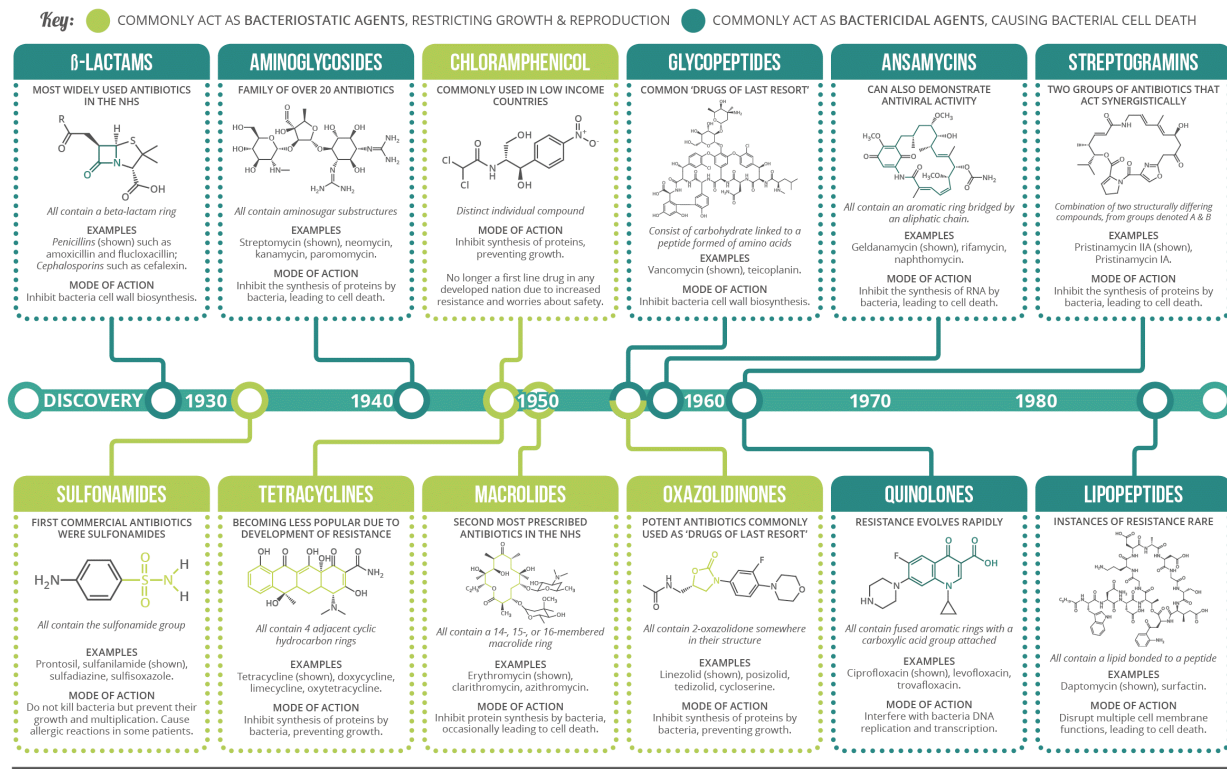 Key: COMMONLY ACT AS BACTERIOSTATIC AGENTS, RESTRICTING GROWTH & REPRODUCTION COMMONLY ACT AS BACTERICIDAL AGENTS, CAUSING BACTERIAL CELL DEATH
ß-LACTAMS
MOST WIDELY USED ANTIBIOTICS
IN THE NHS
R
O
H
S
N
O
O
OH
All contain a beta-lactam ring
EXAMPLES
Penicillins (shown) such as
amoxicillin and flucloxacillin;
Cephalosporins such as cefalexin.
MODE OF ACTION
Inhibit bacteria cell wall biosynthesis.
AMINOGLYCOSIDES
FAMILY OF OVER 20 ANTIBIOTICS
All contain aminosugar substructures
EXAMPLES
Streptomycin (shown), neomycin,
kanamycin, paromomycin.
MODE OF ACTION
Inhibit the synthesis of proteins by
bacteria, leading to cell death.
CHLORAMPHENICOL
COMMONLY USED IN LOW INCOME
COUNTRIES
OH
O
Cl
Cl
N
H
OH
N+
O
O-
Distinct individual compound
MODE OF ACTION
Inhibit synthesis of proteins,
preventing growth.
No longer a first line drug in any
developed nation due to increased
resistance and worries about safety.
GLYCOPEPTIDES
COMMON ‘DRUGS OF LAST RESORT’
Consist of carbohydrate linked to a
peptide formed of amino acids
EXAMPLES
Vancomycin (shown), teicoplanin.
MODE OF ACTION
Inhibit bacteria cell wall biosynthesis.
ANSAMYCINS
CAN ALSO DEMONSTRATE
ANTIVIRAL ACTIVITY
All contain an aromatic ring bridged by
an aliphatic chain.
EXAMPLES
Geldanamycin (shown), rifamycin,
naphthomycin.
MODE OF ACTION
Inhibit the synthesis of RNA by
bacteria, leading to cell death.
STREPTOGRAMINS
TWO GROUPS OF ANTIBIOTICS THAT
ACT SYNERGISTICALLY
Combination of two structurally differing
compounds, from groups denoted A & B
EXAMPLES
Pristinamycin IIA (shown),
Pristinamycin IA.
MODE OF ACTION
Inhibit the synthesis of proteins by
bacteria, leading to cell death.
DISCOVERY 1930 1940 1950 1960 1970 1980
SULFONAMIDES
FIRST COMMERCIAL ANTIBIOTICS
WERE SULFONAMIDES
H2N
O
S
O
N
H
H
All contain the sulfonamide group
EXAMPLES
Prontosil, sulfanilamide (shown),
sulfadiazine, sulfisoxazole.
MODE OF ACTION
Do not kill bacteria but prevent their
growth and multiplication. Cause
allergic reactions in some patients.
TETRACYCLINES
BECOMING LESS POPULAR DUE TO
DEVELOPMENT OF RESISTANCE
All contain 4 adjacent cyclic
hydrocarbon rings
EXAMPLES
Tetracycline (shown), doxycycline,
limecycline, oxytetracycline.
MODE OF ACTION
Inhibit synthesis of proteins by
bacteria, preventing growth.
MACROLIDES
SECOND MOST PRESCRIBED
ANTIBIOTICS IN THE NHS
All contain a 14-, 15-, or 16-membered
macrolide ring
EXAMPLES
Erythromycin (shown),
clarithromycin, azithromycin.
MODE OF ACTION
Inhibit protein synthesis by bacteria,
occasionally leading to cell death.
OXAZOLIDINONES
POTENT ANTIBIOTICS COMMONLY
USED AS ‘DRUGS OF LAST RESORT’
All contain 2-oxazolidone somewhere
in their structure
EXAMPLES
Linezolid (shown), posizolid,
tedizolid, cycloserine.
MODE OF ACTION
Inhibit synthesis of proteins by
bacteria, preventing growth.
QUINOLONES
RESISTANCE EVOLVES RAPIDLY
O
O
F
OH
N
N
HN
All contain fused aromatic rings with a
carboxylic acid group attached
EXAMPLES
Ciprofloxacin (shown), levofloxacin,
trovafloxacin.
MODE OF ACTION
Interfere with bacteria DNA
replication and transcription.
LIPOPEPTIDES
INSTANCES OF RESISTANCE RARE
All contain a lipid bonded to a peptide
EXAMPLES
Daptomycin (shown), surfactin.
MODE OF ACTION
Disrupt multiple cell membrane
functions, leading to cell death.